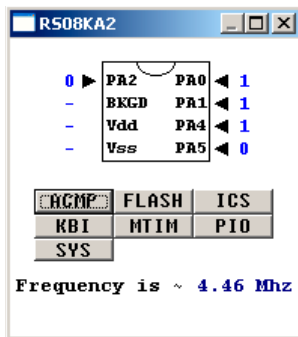 RS08KA2
0 PA2 PA0 1
- BKGD PA1 1
- Vdd PA4 1
- Vss PA5 0
ACMP FLASH ICS
KBI MTIM PIO
SYS
Frequency is ~ 4.46 Mhz